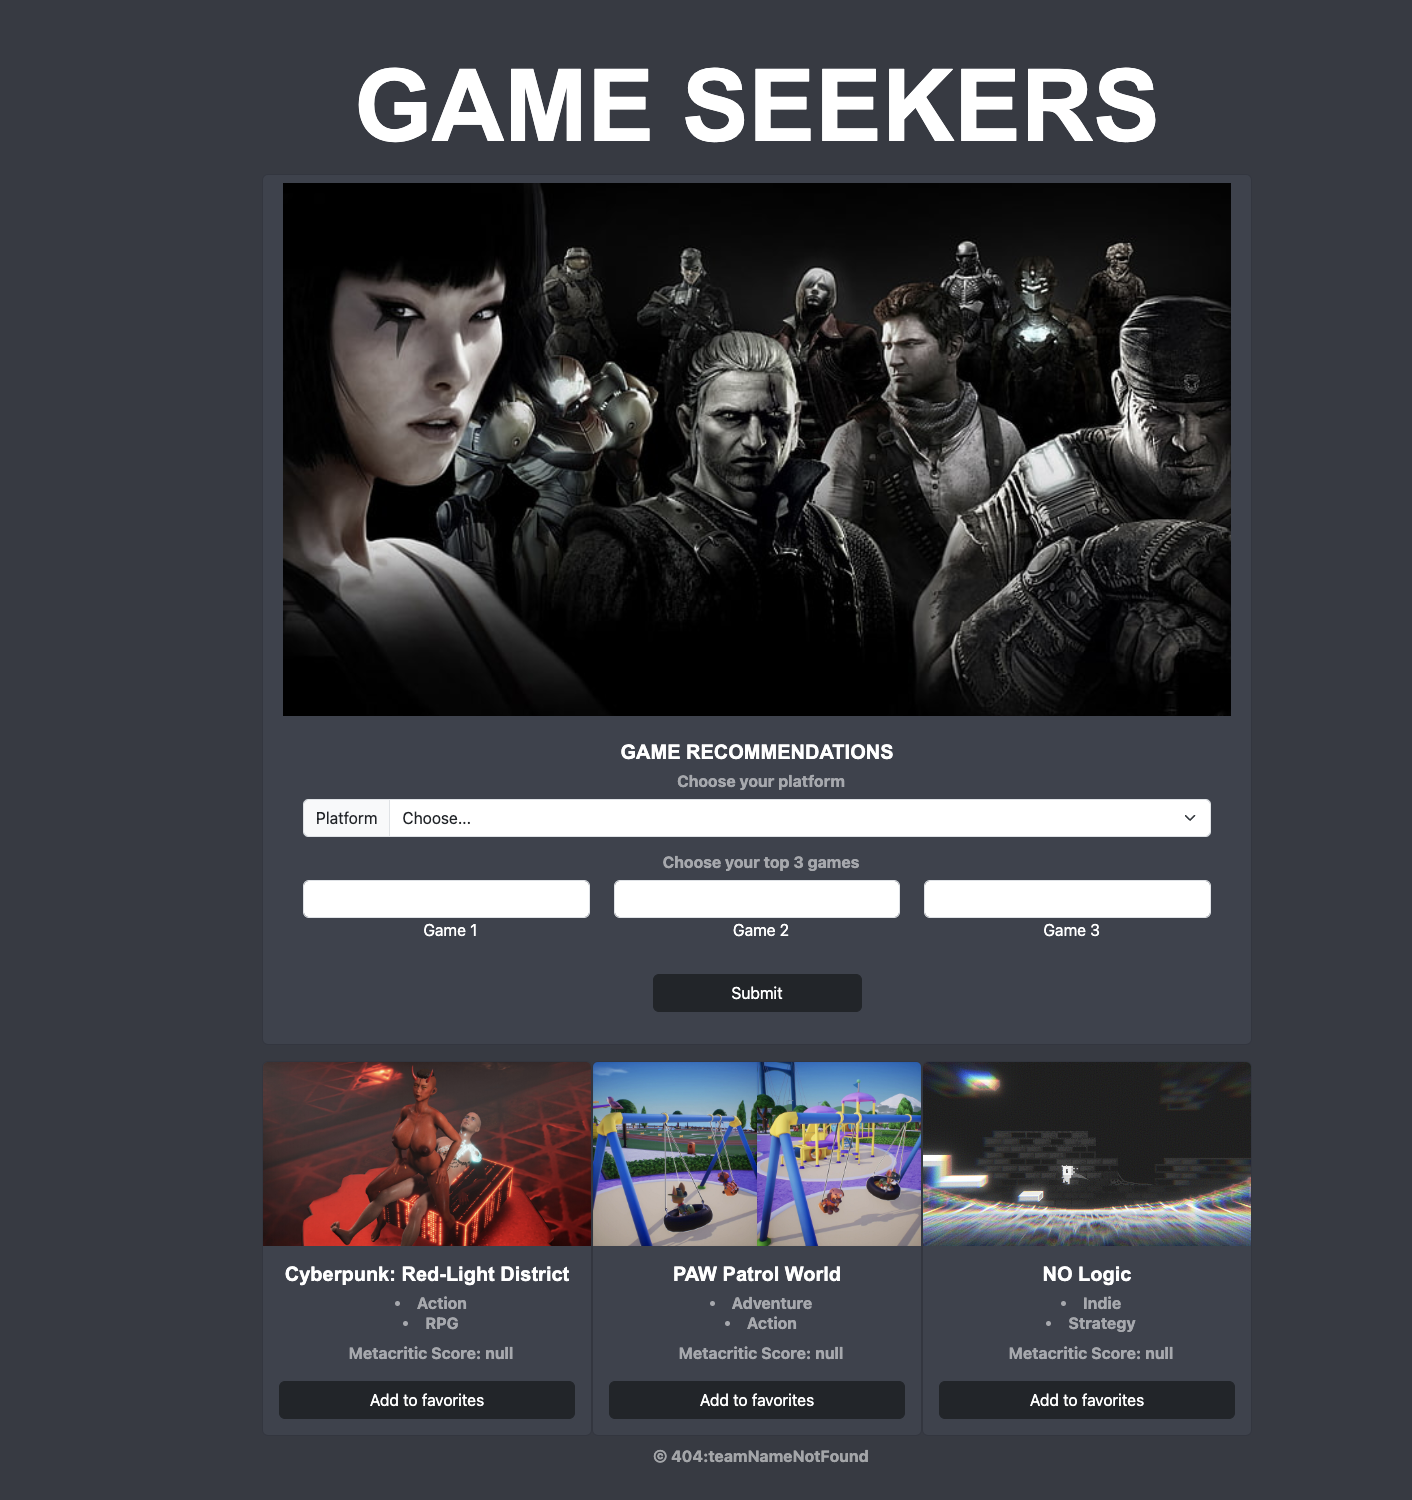 GAME SEEKERS
GAME RECOMMENDATIONS
Choose your platform
Platform Choose...
Choose your top 3 games
Game 1 Game 2 Game 3
Submit
Cyberpunk: Red-Light District
• Action
• RPG
Metacritic Score: null
Add to favorites
PAW Patrol World
• Adventure
• Action
Metacritic Score: null
Add to favorites
NO Logic
• Indie
• Strategy
Metacritic Score: null
Add to favorites
© 404:teamNameNotFound